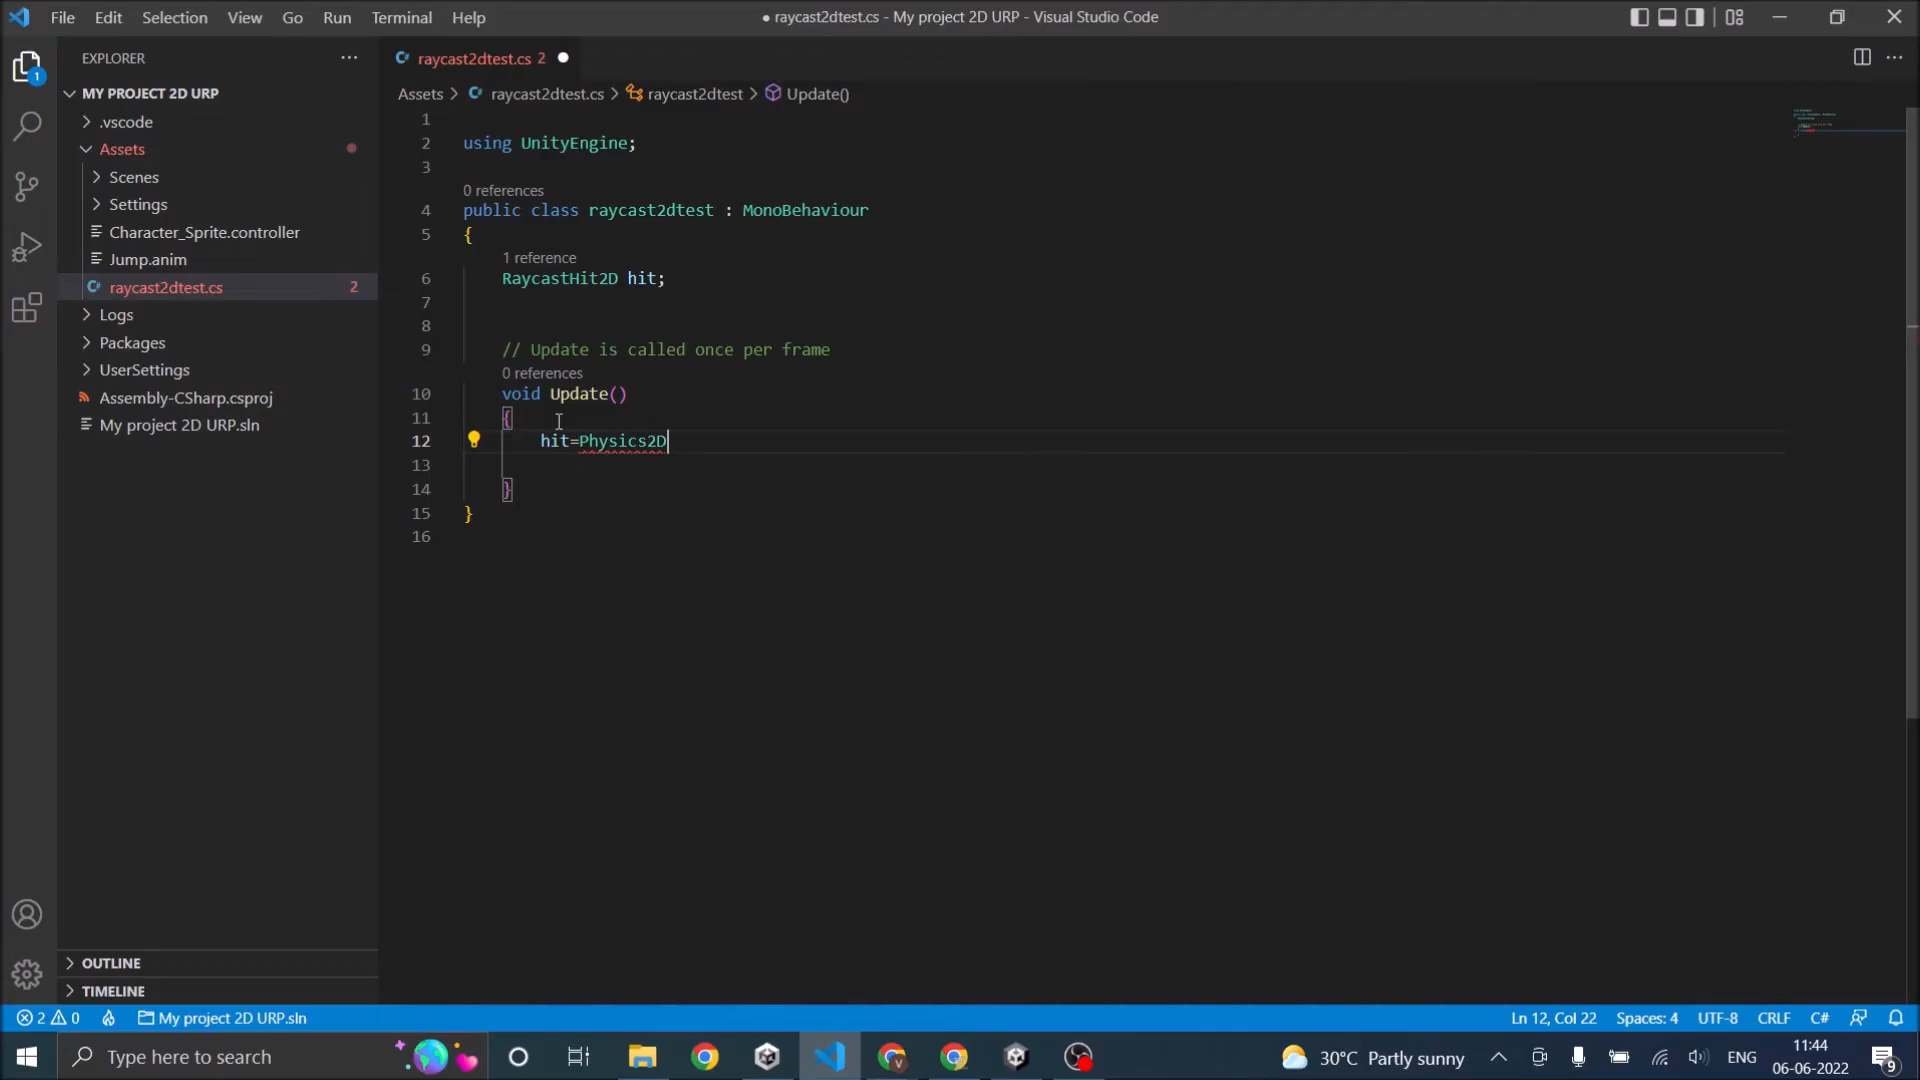 File Edit Selection View Go Run Terminal Help
● raycast2dtest.cs - My project 2D URP - Visual Studio Code
EXPLORER
MY PROJECT 2D URP
.vscode
Assets
Scenes
Settings
Character_Sprite.controller
Jump.anim
raycast2dtest.cs 2
Logs
Packages
UserSettings
Assembly-CSharp.csproj
My project 2D URP.sln
OUTLINE
TIMELINE
1
raycast2dtest.cs 2
Assets > raycast2dtest.cs > raycast2dtest > Update()
1
2 using UnityEngine;
3
0 references
4 public class raycast2dtest : MonoBehaviour
5 {
1 reference
6 RaycastHit2D hit;
7
8
9 // Update is called once per frame
0 references
10 void Update()
11 {
12 hit=Physics2D
13
14 }
15 }
16
2 0 My project 2D URP.sln
Ln 12, Col 22 Spaces: 4 UTF-8 CRLF C#
Type here to search
30°C Partly sunny
ENG
11:44
06-06-2022
9